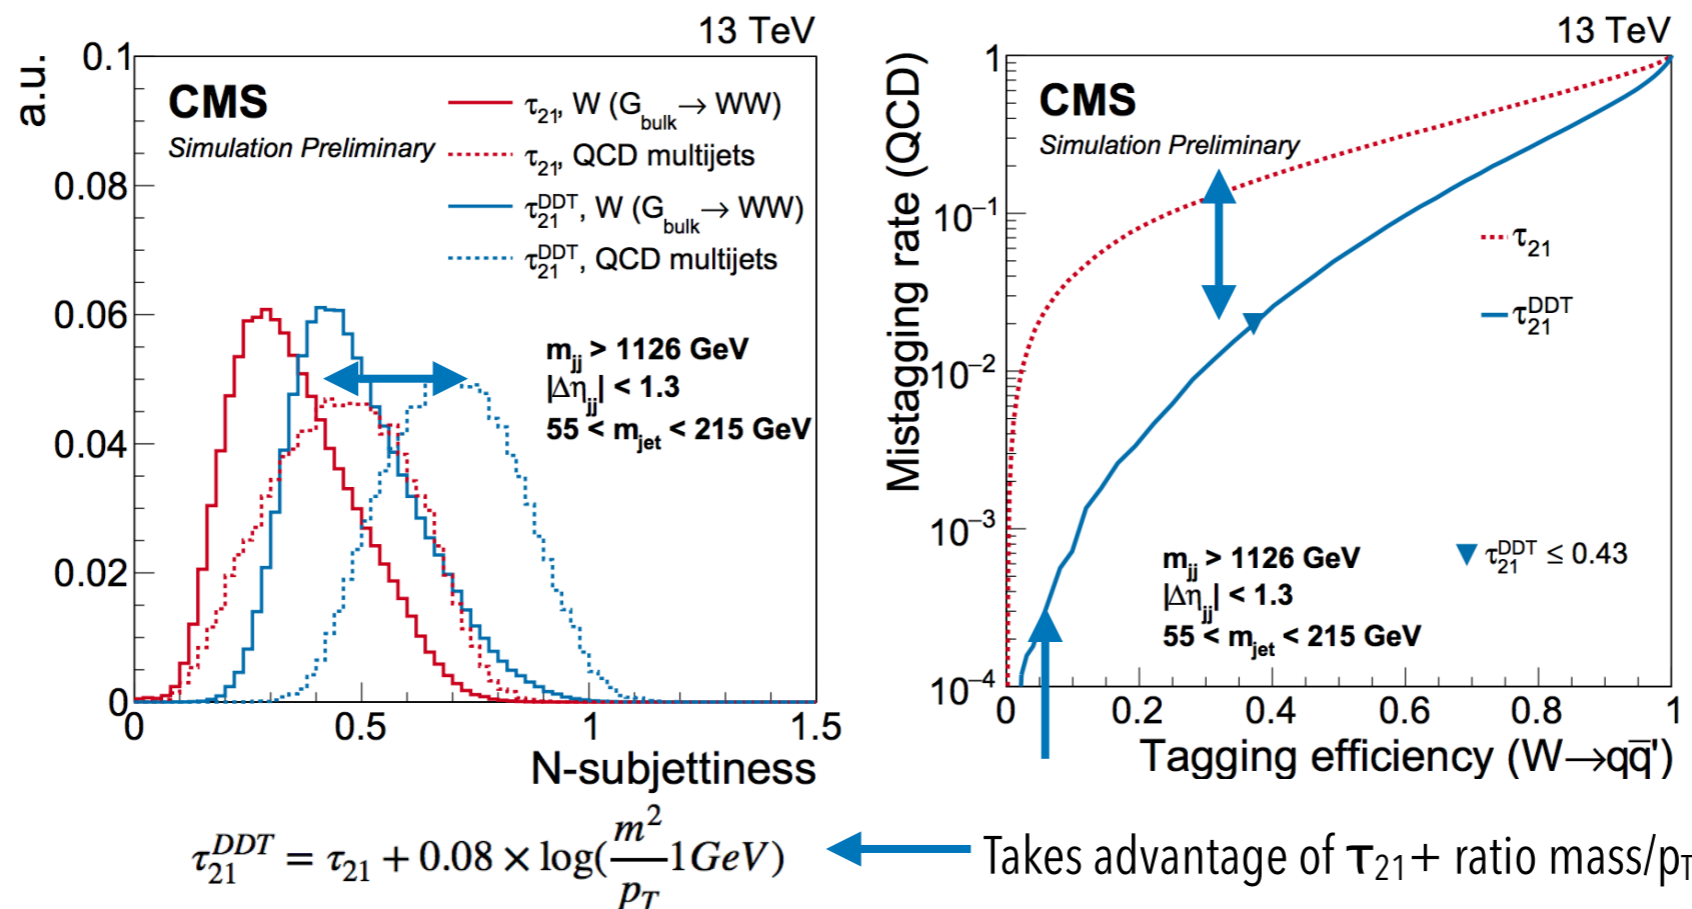 13 TeV
a.u.
0.1
0.08
0.06
0.04
0.02
0
CMS
Simulation Preliminary
τ21, W (Gbulk → WW)
τ21, QCD multijets
τ21DDT, W (Gbulk → WW)
τ21DDT, QCD multijets
mjj > 1126 GeV
|Δηjj| < 1.3
55 < mjet < 215 GeV
0 0.5 1 1.5
N-subjettiness
13 TeV
Mistagging rate (QCD)
1
10−1
10−2
10−3
10−4
CMS
Simulation Preliminary
τ21
τ21DDT
τ21DDT ≤ 0.43
mjj > 1126 GeV
|Δηjj| < 1.3
55 < mjet < 215 GeV
0 0.2 0.4 0.6 0.8 1
Tagging efficiency (W→qq̅')
τ21DDT = τ21 + 0.08 × log(m2/pT 1GeV)
Takes advantage of τ21+ ratio mass/pT